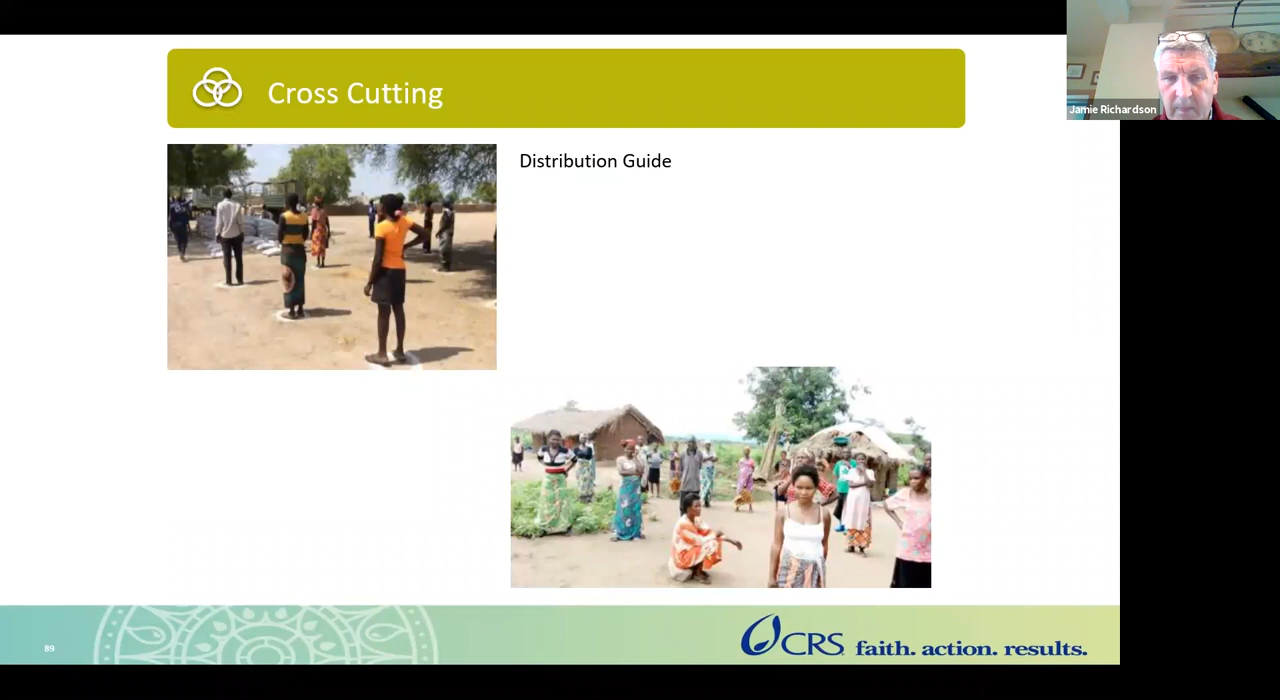 Cross Cutting
Jamie Richardson
Distribution Guide
89
CRS faith. action. results.